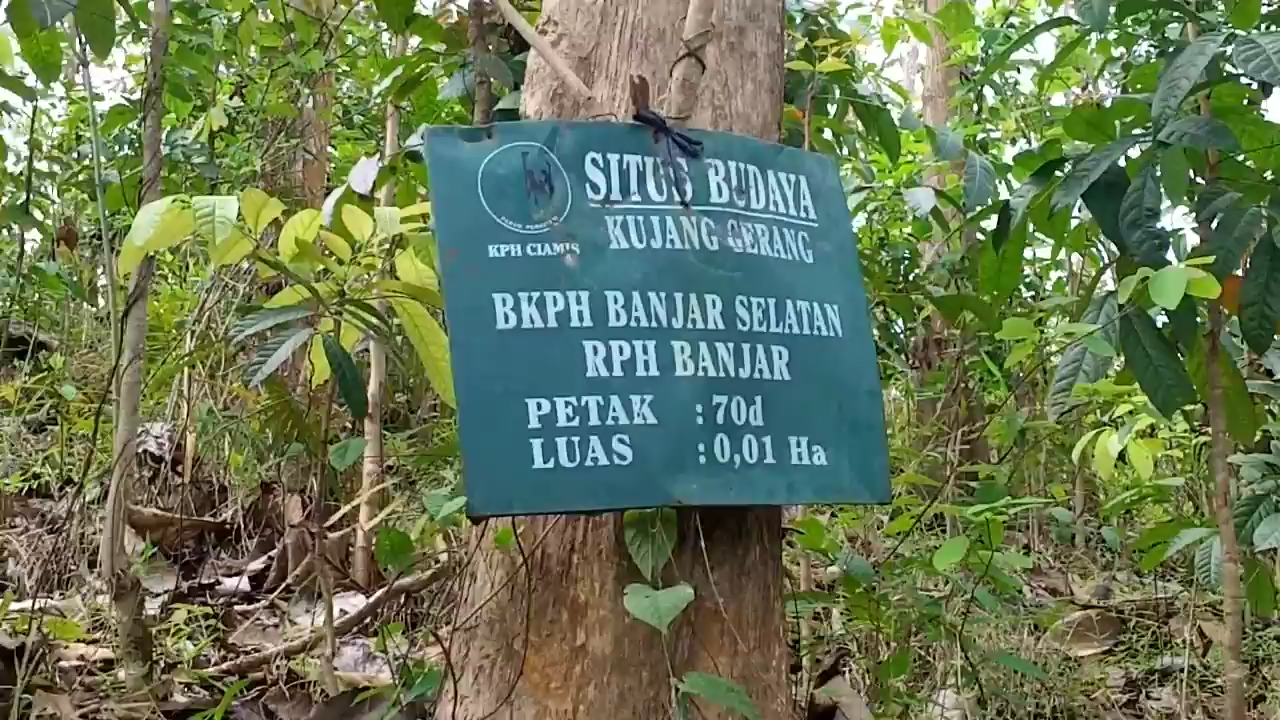 SITUS BUDAYA
KUJANG GERANG
KPH CIAMIS
BKPH BANJAR SELATAN
RPH BANJAR
PETAK : 70d
LUAS : 0,01 Ha